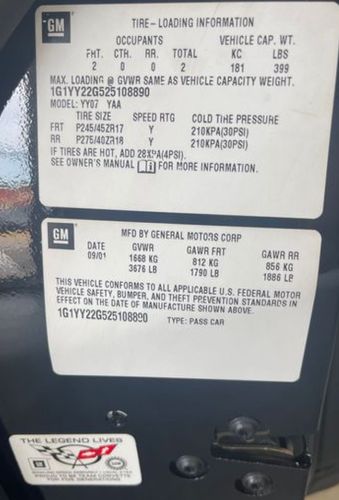 GM
TIRE-LOADING INFORMATION
OCCUPANTS VEHICLE CAP. WT.
FRT. CTR. RR. TOTAL KG LBS
2 0 0 2 181 399
MAX. LOADING @ GVWR SAME AS VEHICLE CAPACITY WEIGHT.
1G1YY22G525108890
MODEL: YY07 YAA
TIRE SIZE SPEED RTG COLD TIRE PRESSURE
FRT P245/45ZR17 Y 210KPA(30PSI)
RR P275/40ZR18 Y 210KPA(30PSI)
IF TIRES ARE HOT, ADD 28KPA(4PSI)
SEE OWNER'S MANUAL FOR MORE INFORMATION.
GM
MFD BY GENERAL MOTORS CORP
DATE GVWR GAWR FRT GAWR RR
09/01 1668 KG 812 KG 856 KG
3676 LB 1790 LB 1886 LB
THIS VEHICLE CONFORMS TO ALL APPLICABLE U.S. FEDERAL MOTOR
VEHICLE SAFETY, BUMPER, AND THEFT PREVENTION STANDARDS IN
EFFECT ON THE DATE OF MANUFACTURE SHOWN ABOVE.
1G1YY22G525108890 TYPE: PASS CAR
THE LEGEND LIVES
GM
PROUD TO BE TEAM CORVETTE